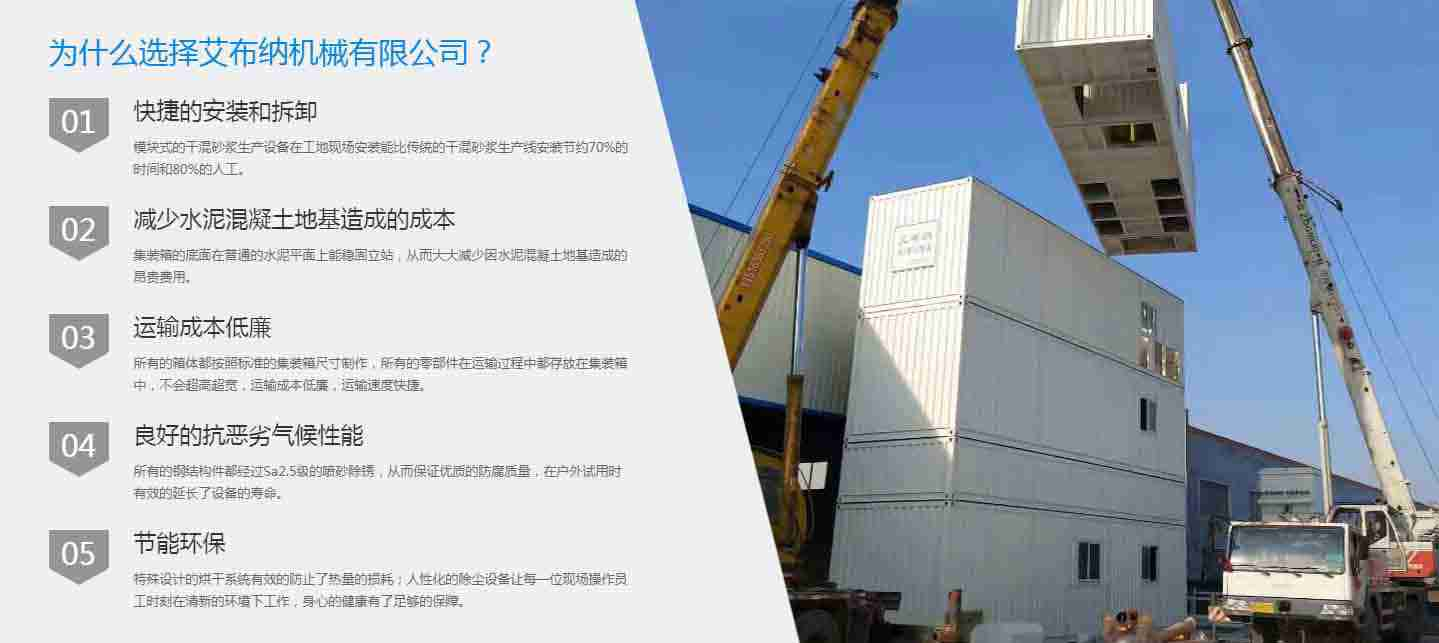 为什么选择艾布纳机械有限公司？
01
快捷的安装和拆卸
模块式的干混砂浆生产设备在工地现场安装能比传统的干混砂浆生产线安装节约70%的
时间和80%的人工。
02
减少水泥混凝土地基造成的成本
集装箱的底面在普通的水泥平面上能稳固立站，从而大大减少因水泥混凝土地基造成的
昂贵费用。
03
运输成本低廉
所有的箱体都按照标准的集装箱尺寸制作，所有的零部件在运输过程中都存放在集装箱
中，不会超高超宽，运输成本低廉，运输速度快捷。
04
良好的抗恶劣气候性能
所有的钢结构件都经过Sa2.5级的喷砂除锈，从而保证优质的防腐质量，在户外试用时
有效的延长了设备的寿命。
05
节能环保
特殊设计的烘干系统有效的防止了热量的损耗；人性化的除尘设备让每一位现场操作员
工时刻在清新的环境下工作，身心的健康有了足够的保障。